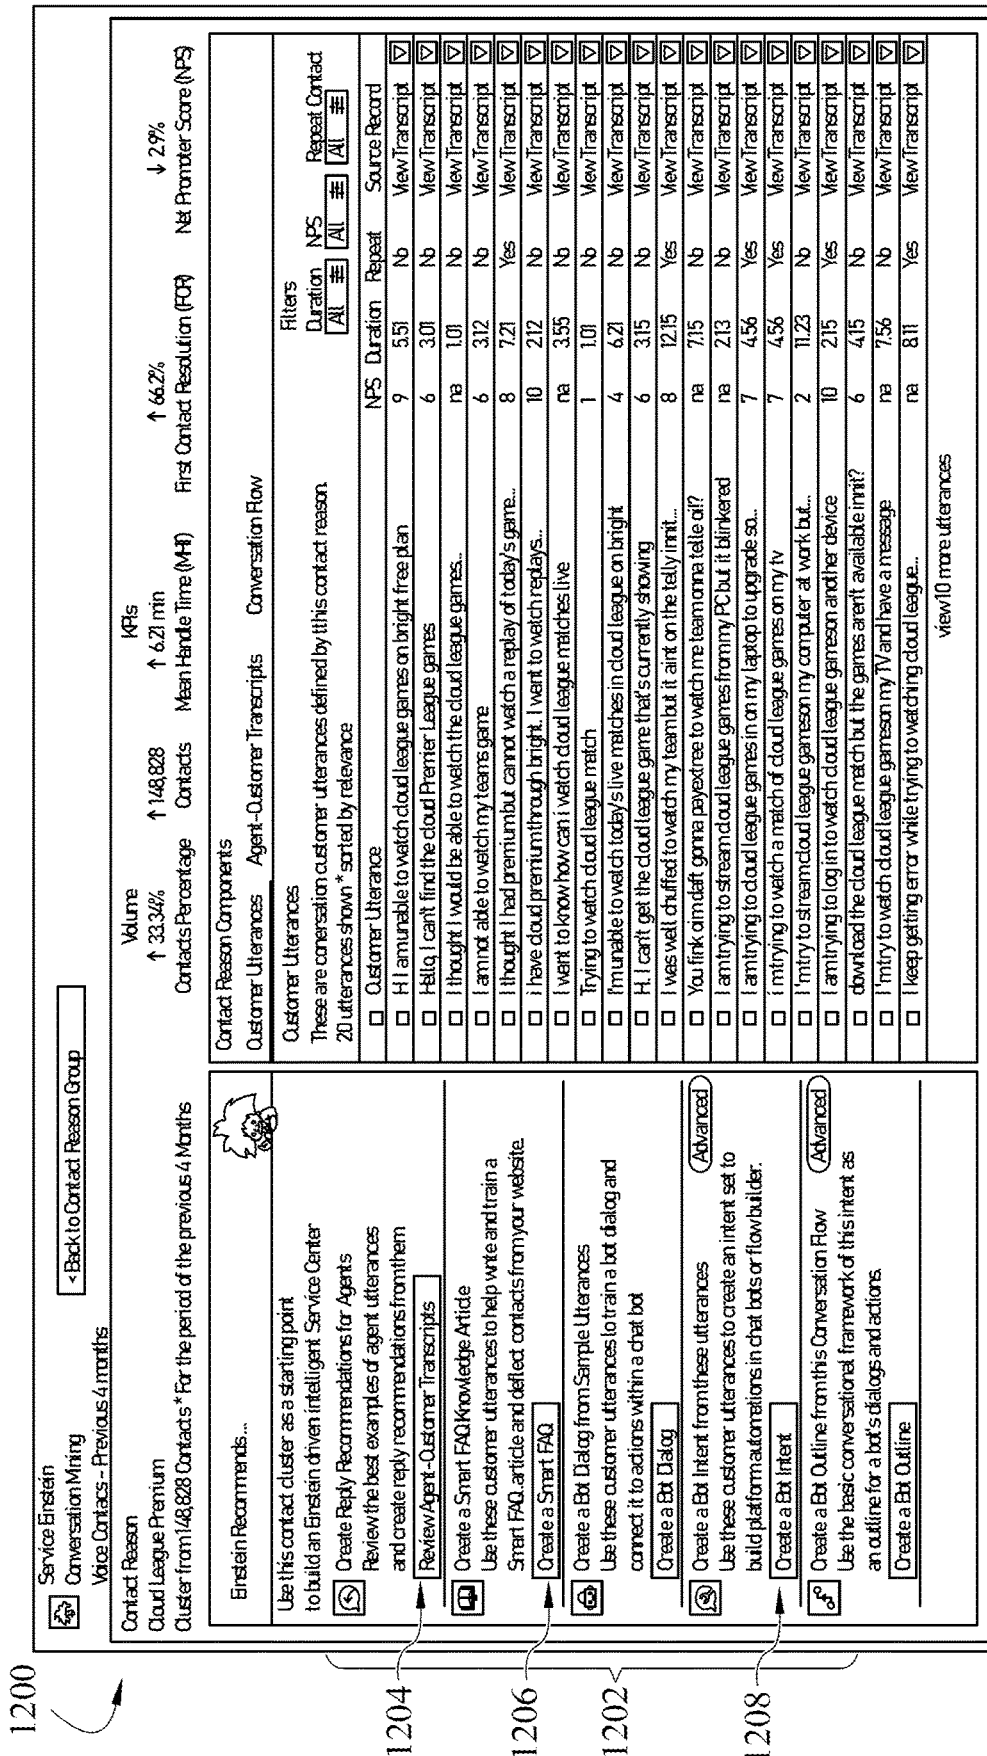 1200
Service Einstein
Conversation Mining
Voice Contacs - Previous 4 months
< Back to Contact Reason Group
Contact Reason
Cloud League Premium
Cluster from 148,828 Contacts * For the period of the previous 4 Months
Volume
KPIs
↑ 33.34%
↑ 148,828
↑ 6.21 min
↑ 66.2%
↓ 2.9%
Contacts Percentage
Contacts
Mean Handle Time (MHT)
First Contact Resolution (FCR)
Net Promoter Score (NPS)
Einstein Recommends...
Use this contact cluster as a starting point
to build an Einstein driven intelligent Service Center
Create Reply Recommendations for Agents
Review the best examples of agent utterances
and create reply recommendations from them
Review Agent-Customer Transcripts
Create a Smart FAQ Knowledge Article
Use these customer utterances to help write and train a
Smart FAQ. article and deflect contacts from your website.
Create a Smart FAQ
Create a Bot Dialog from Sample Utterances
Use these customer utterances to train a bot dialog and
connect it to actions within a chat bot
Create a Bot Dialog
Create a Bot Intent from these utterances
Advanced
Use these customer utterances to create an intent set to
build platform automations in chat bots or flow builder.
Create a Bot Intent
Create a Bot Outline from this Conversation Flow
Advanced
Use the basic conversational framework of this intent as
an outline for a bot's dialogs and actions.
Create a Bot Outline
1204
1206
1202
1208
Contact Reason Components
Customer Utterances Agent-Customer Transcripts Conversation Flow
Customer Utterances
These are conersation customer utterances defined by tthis contact reason.
20 utterances shown * sorted by relevance
Filters
Duration NPS Repeat Contact
All All All
Customer Utterance NPS Duration Repeat Source Record
H I I am unable to watch cloud league games on bright free plan 9 5.51 No View Transcript
Hello, I can't find the cloud Premier League games 6 3.01 No View Transcript
I thought I would be able to watch the cloud league games... na 1.01 No View Transcript
I am not able to watch my teams game 6 3.12 No View Transcript
I thought I had premium but cannot watch a replay of today's game... 8 7.21 Yes View Transcript
i have cloud premium through bright. I want to watch replays... 10 2.12 No View Transcript
I want to know how can i watch cloud league matches live na 3.55 No View Transcript
Trying to watch cloud league match 1 1.01 No View Transcript
I'm unable to watch today's live matches in cloud league on bright 4 6.21 No View Transcript
Hi. I can't get the cloud league game that's currently showing 6 3.15 No View Transcript
I was well chuffed to watch my team but it aint on the telly innit... 8 12.15 Yes View Transcript
You fink aim daft gonna pay extree to watch me team onna telle oi!? na 7.15 No View Transcript
I am trying to stream cloud league games from my PC but it blinkered na 2.13 No View Transcript
I am trying to cloud league games in on my laptop to upgrade so... 7 4.56 Yes View Transcript
i m trying to watch a match of cloud league games on my tv 7 4.56 Yes View Transcript
I 'm try to stream cloud league games on my computer at work but... 2 11.23 No View Transcript
I am trying to log in to watch cloud league games on another device 10 2.15 Yes View Transcript
download the cloud league match but the games aren't available innit? 6 4.15 No View Transcript
I 'm try to watch cloud league games on my TV and have a message na 7.56 No View Transcript
I keep getting error while trying to watching cloud league... na 8.11 Yes View Transcript
view 10 more utterances